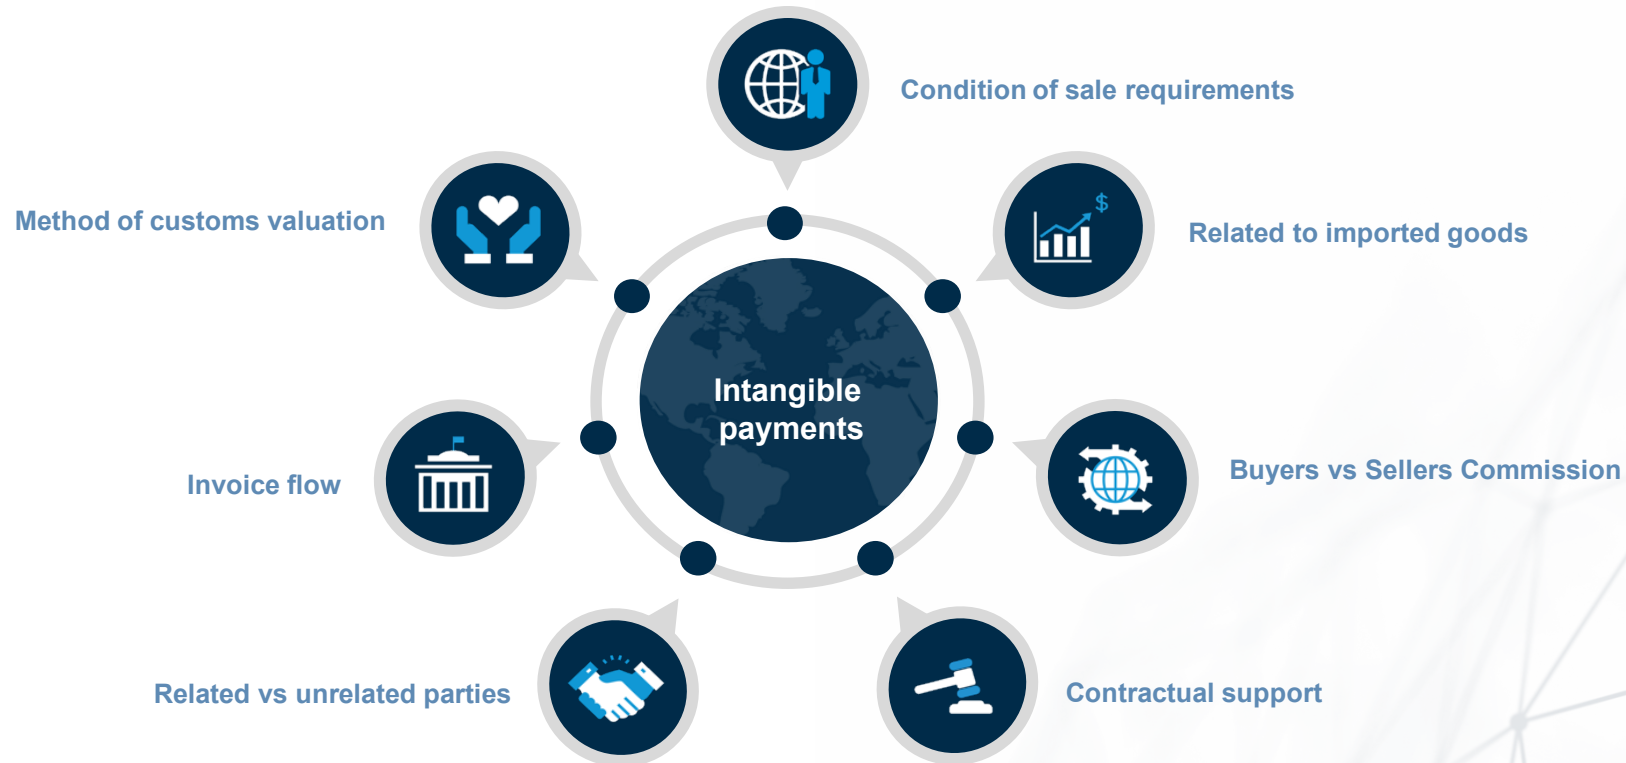 Condition of sale requirements
Method of customs valuation
Related to imported goods
Intangible
payments
Invoice flow
Buyers vs Sellers Commission
Related vs unrelated parties
Contractual support
$